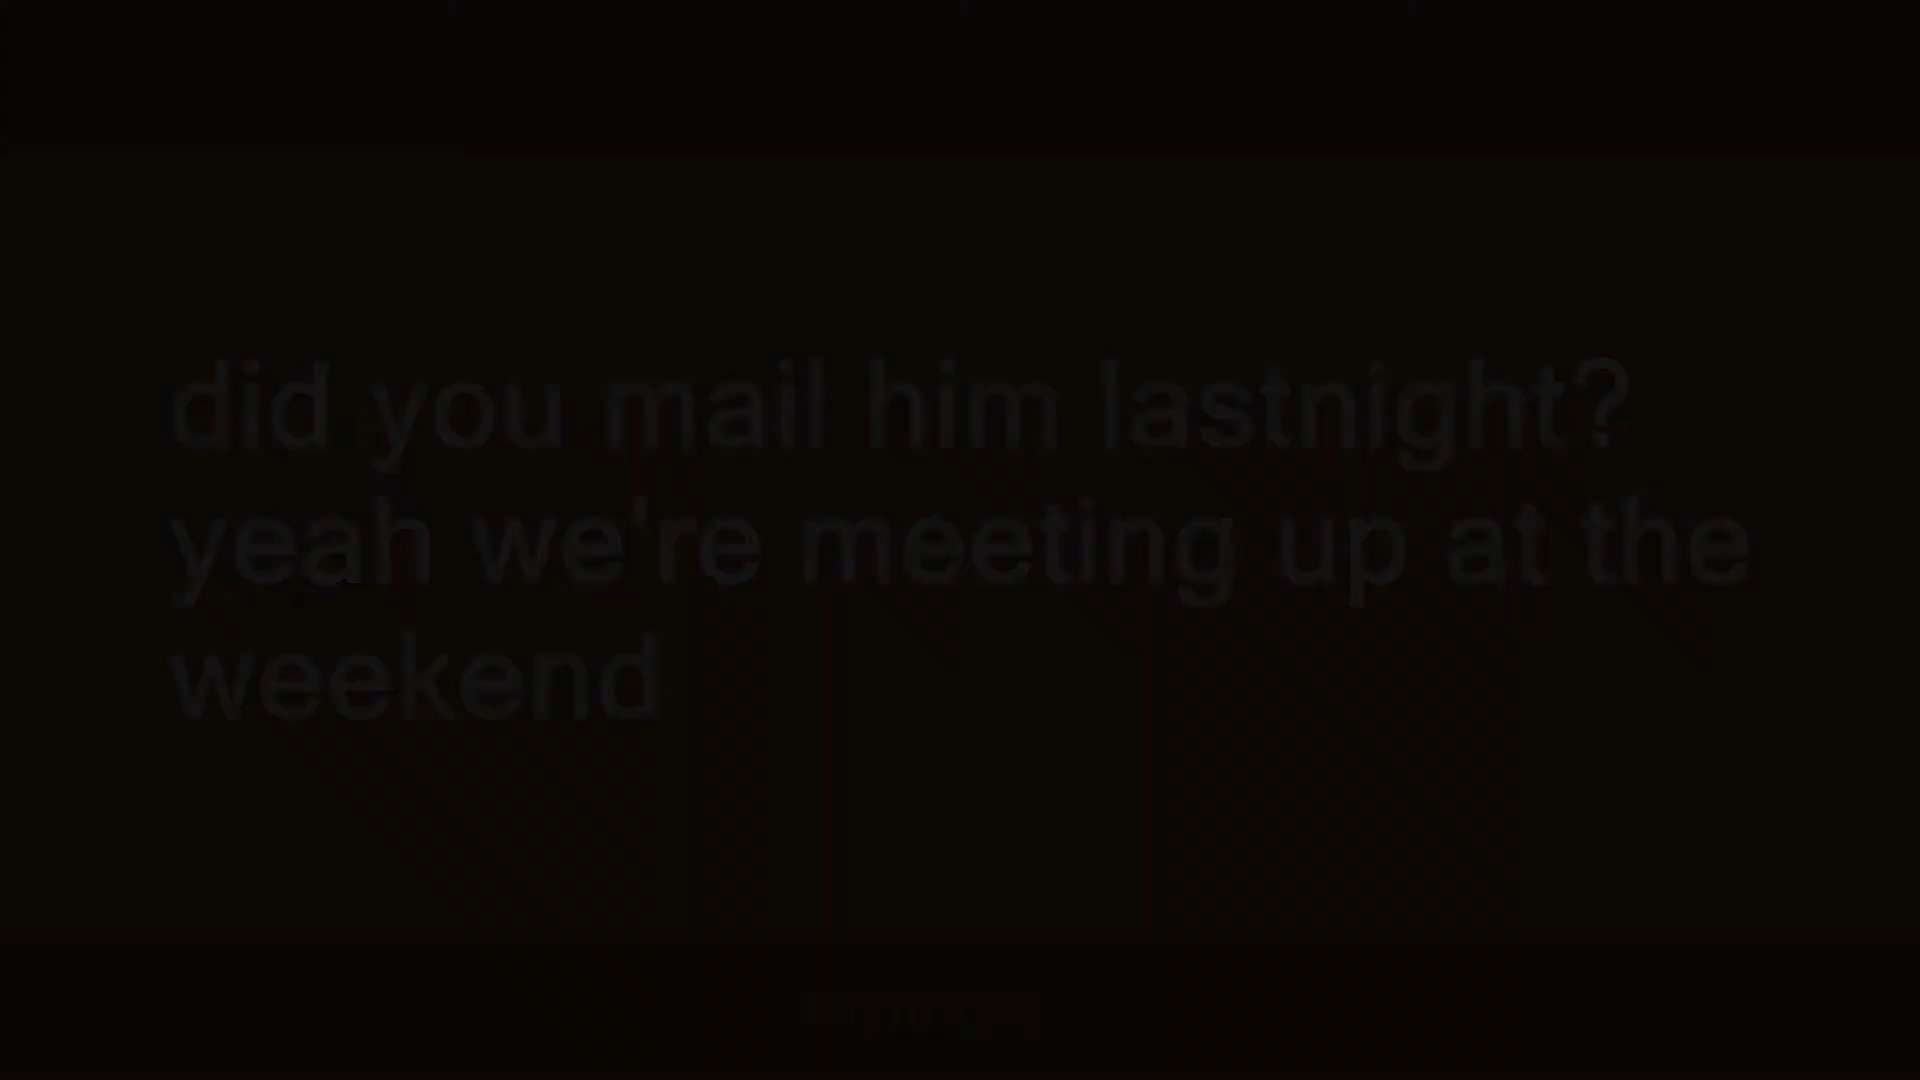 did you mail him lastnight?
yeah we're meeting up at the
weekend